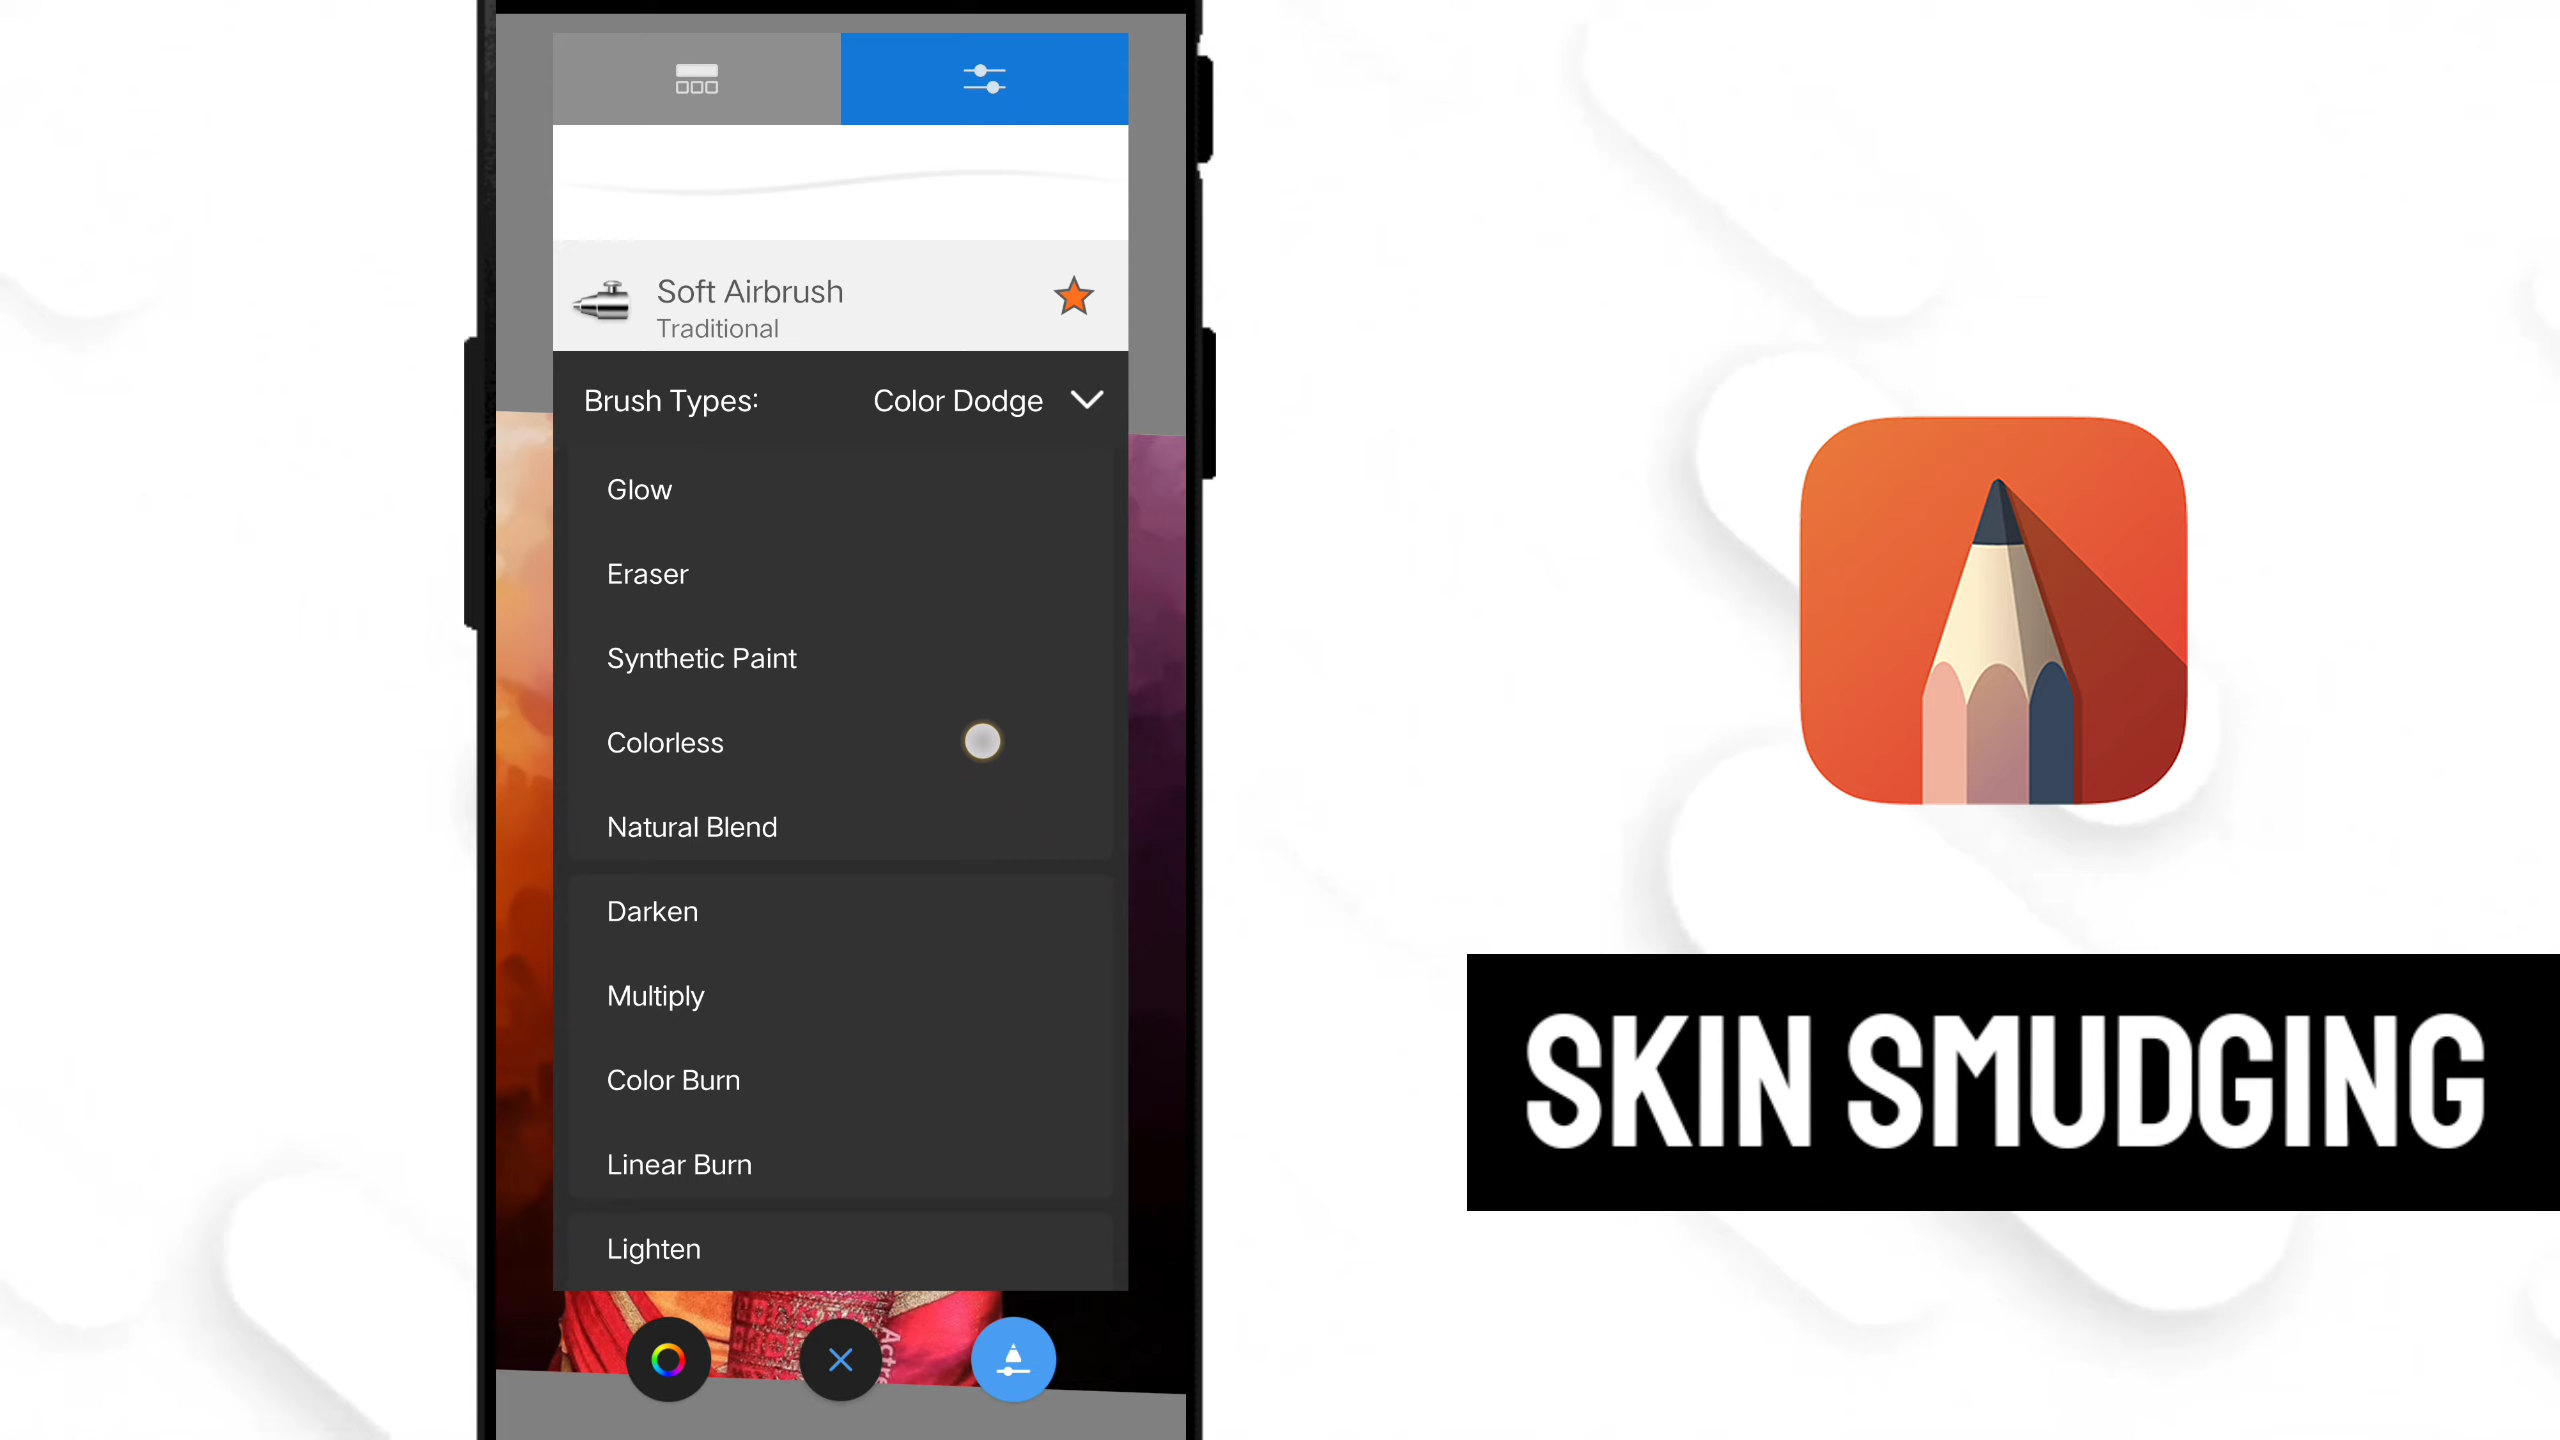 Soft Airbrush
Traditional
Brush Types: Color Dodge
Glow
Eraser
Synthetic Paint
Colorless
Natural Blend
Darken
Multiply
Color Burn
Linear Burn
Lighten
SKIN SMUDGING